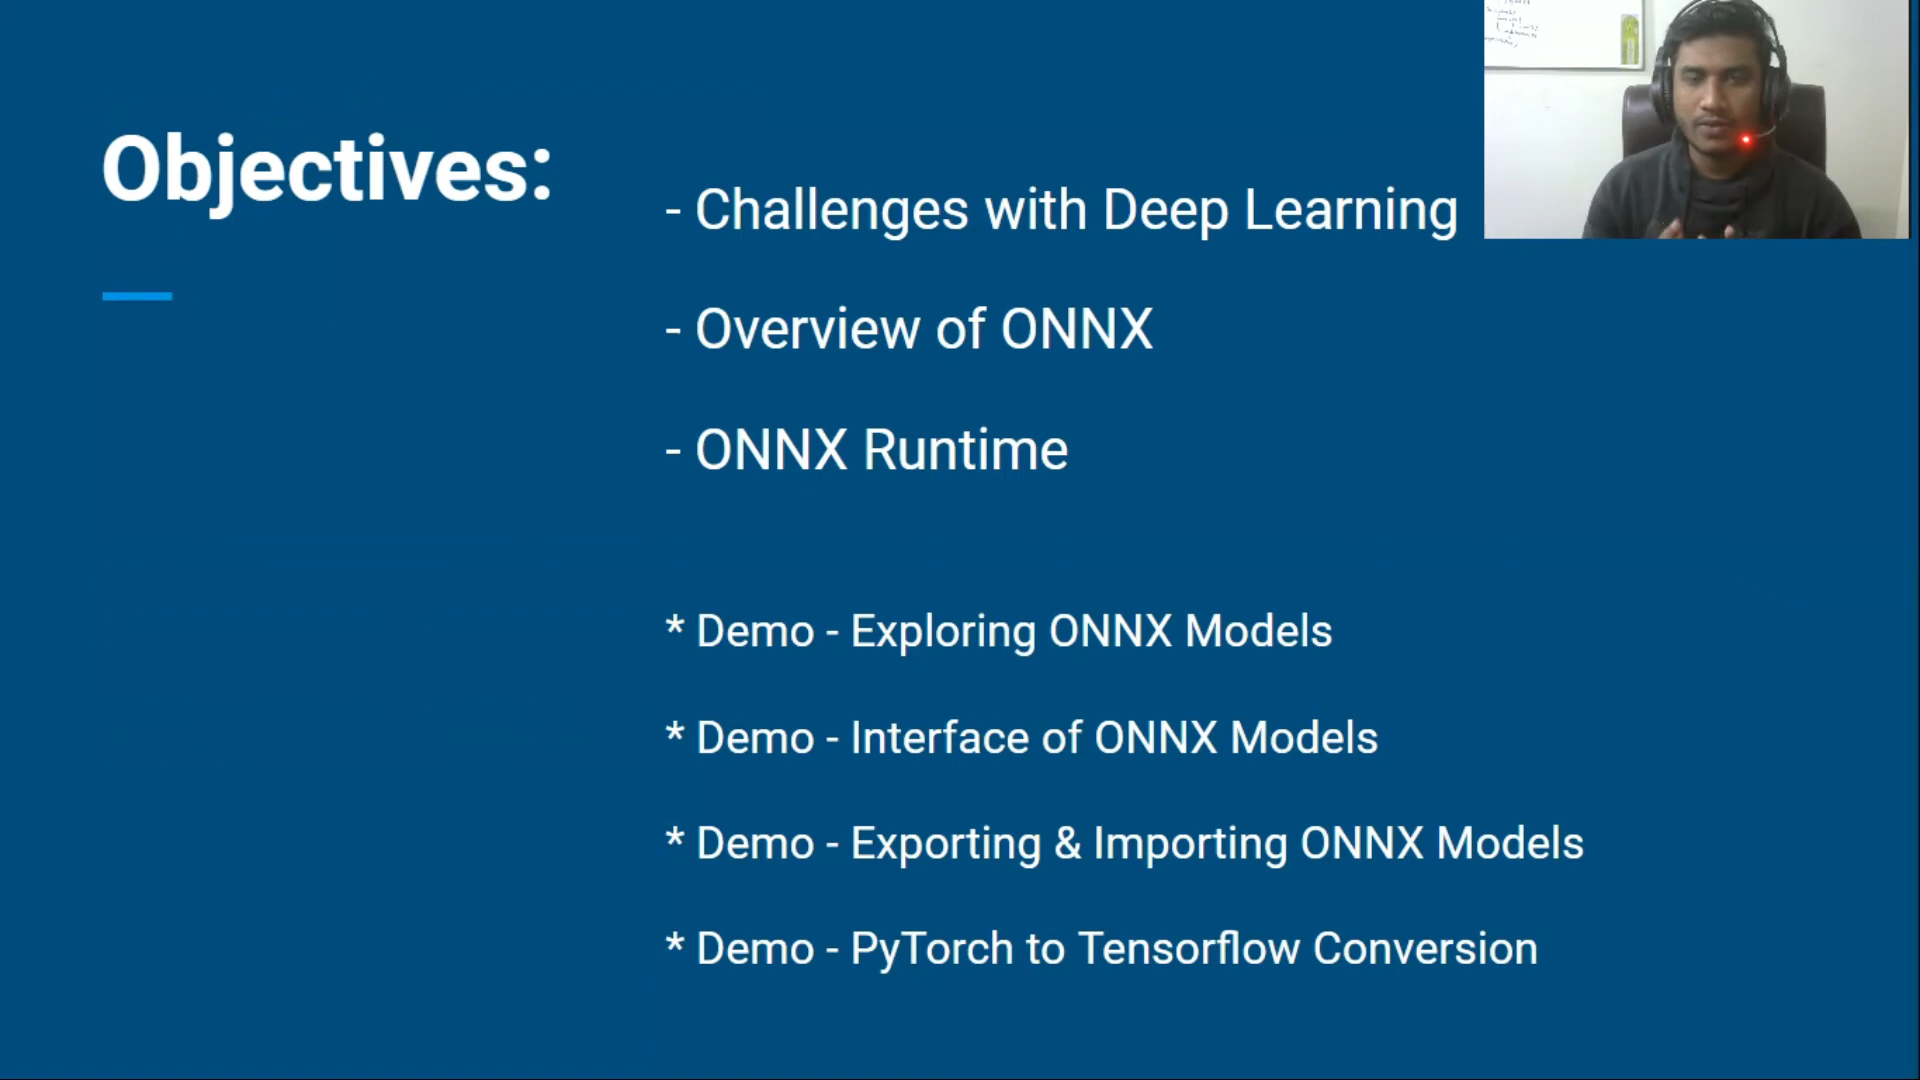 Objectives:
- Challenges with Deep Learning
- Overview of ONNX
- ONNX Runtime
* Demo - Exploring ONNX Models
* Demo - Interface of ONNX Models
* Demo - Exporting & Importing ONNX Models
* Demo - PyTorch to Tensorflow Conversion